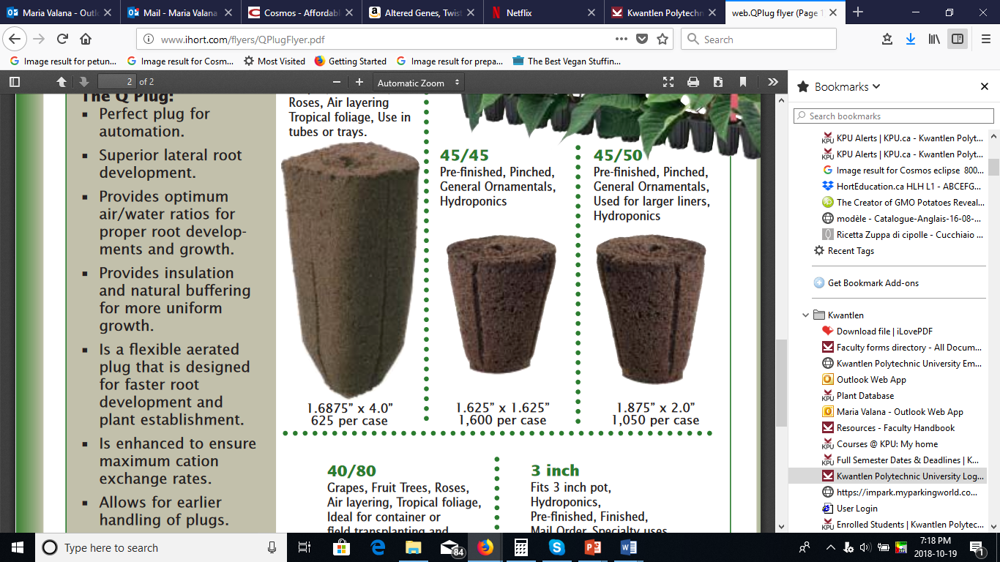 Maria Valana - Outl
Mail - Maria Valana
Cosmos - Affordabl
Altered Genes, Twist
Netflix
Kwantlen Polytechn
web.QPlug flyer (Page 1
www.ihort.com/flyers/QPlugFlyer.pdf
Search
Image result for petun...
Image result for Cosm...
Most Visited
Getting Started
Image result for prepa...
The Best Vegan Stuffin...
2 of 2
Automatic Zoom
The Q Plug:
▪ Perfect plug for
automation.
▪ Superior lateral root
development.
▪ Provides optimum
air/water ratios for
proper root develop-
ments and growth.
▪ Provides insulation
and natural buffering
for more uniform
growth.
▪ Is a flexible aerated
plug that is designed
for faster root
development and
plant establishment.
▪ Is enhanced to ensure
maximum cation
exchange rates.
▪ Allows for earlier
handling of plugs.
Roses, Air layering
Tropical foliage, Use in
tubes or trays.
1.6875” x 4.0”
625 per case
45/45
Pre-finished, Pinched,
General Ornamentals,
Hydroponics
1.625” x 1.625”
1,600 per case
45/50
Pre-finished, Pinched,
General Ornamentals,
Used for larger liners,
Hydroponics
1.875” x 2.0”
1,050 per case
40/80
Grapes, Fruit Trees, Roses,
Air layering, Tropical foliage,
Ideal for container or
field transplanting and
3 inch
Fits 3 inch pot,
Hydroponics,
Pre-finished, Finished,
Mail Order, Specialty uses
Bookmarks
Search bookmarks
KPU Alerts | KPU.ca - Kwantlen Polyt...
KPU Alerts | KPU.ca - Kwantlen Polyt...
Image result for Cosmos eclipse 800...
HortEducation.ca HLH L1 - ABCEFG...
The Creator of GMO Potatoes Reveal...
modèle - Catalogue-Anglais-16-08-...
Ricetta Zuppa di cipolle - Cucchiaio ...
Recent Tags
Get Bookmark Add-ons
Kwantlen
Download file | iLovePDF
Faculty forms directory - All Docum...
Kwantlen Polytechnic University Em...
Outlook Web App
Plant Database
Maria Valana - Outlook Web App
Resources - Faculty Handbook
Courses @ KPU: My home
Full Semester Dates & Deadlines | K...
Kwantlen Polytechnic University Log...
https://impark.myparkingworld.co...
User Login
Enrolled Students | Kwantlen Polytec...
Type here to search
84
7:18 PM
2018-10-19
1